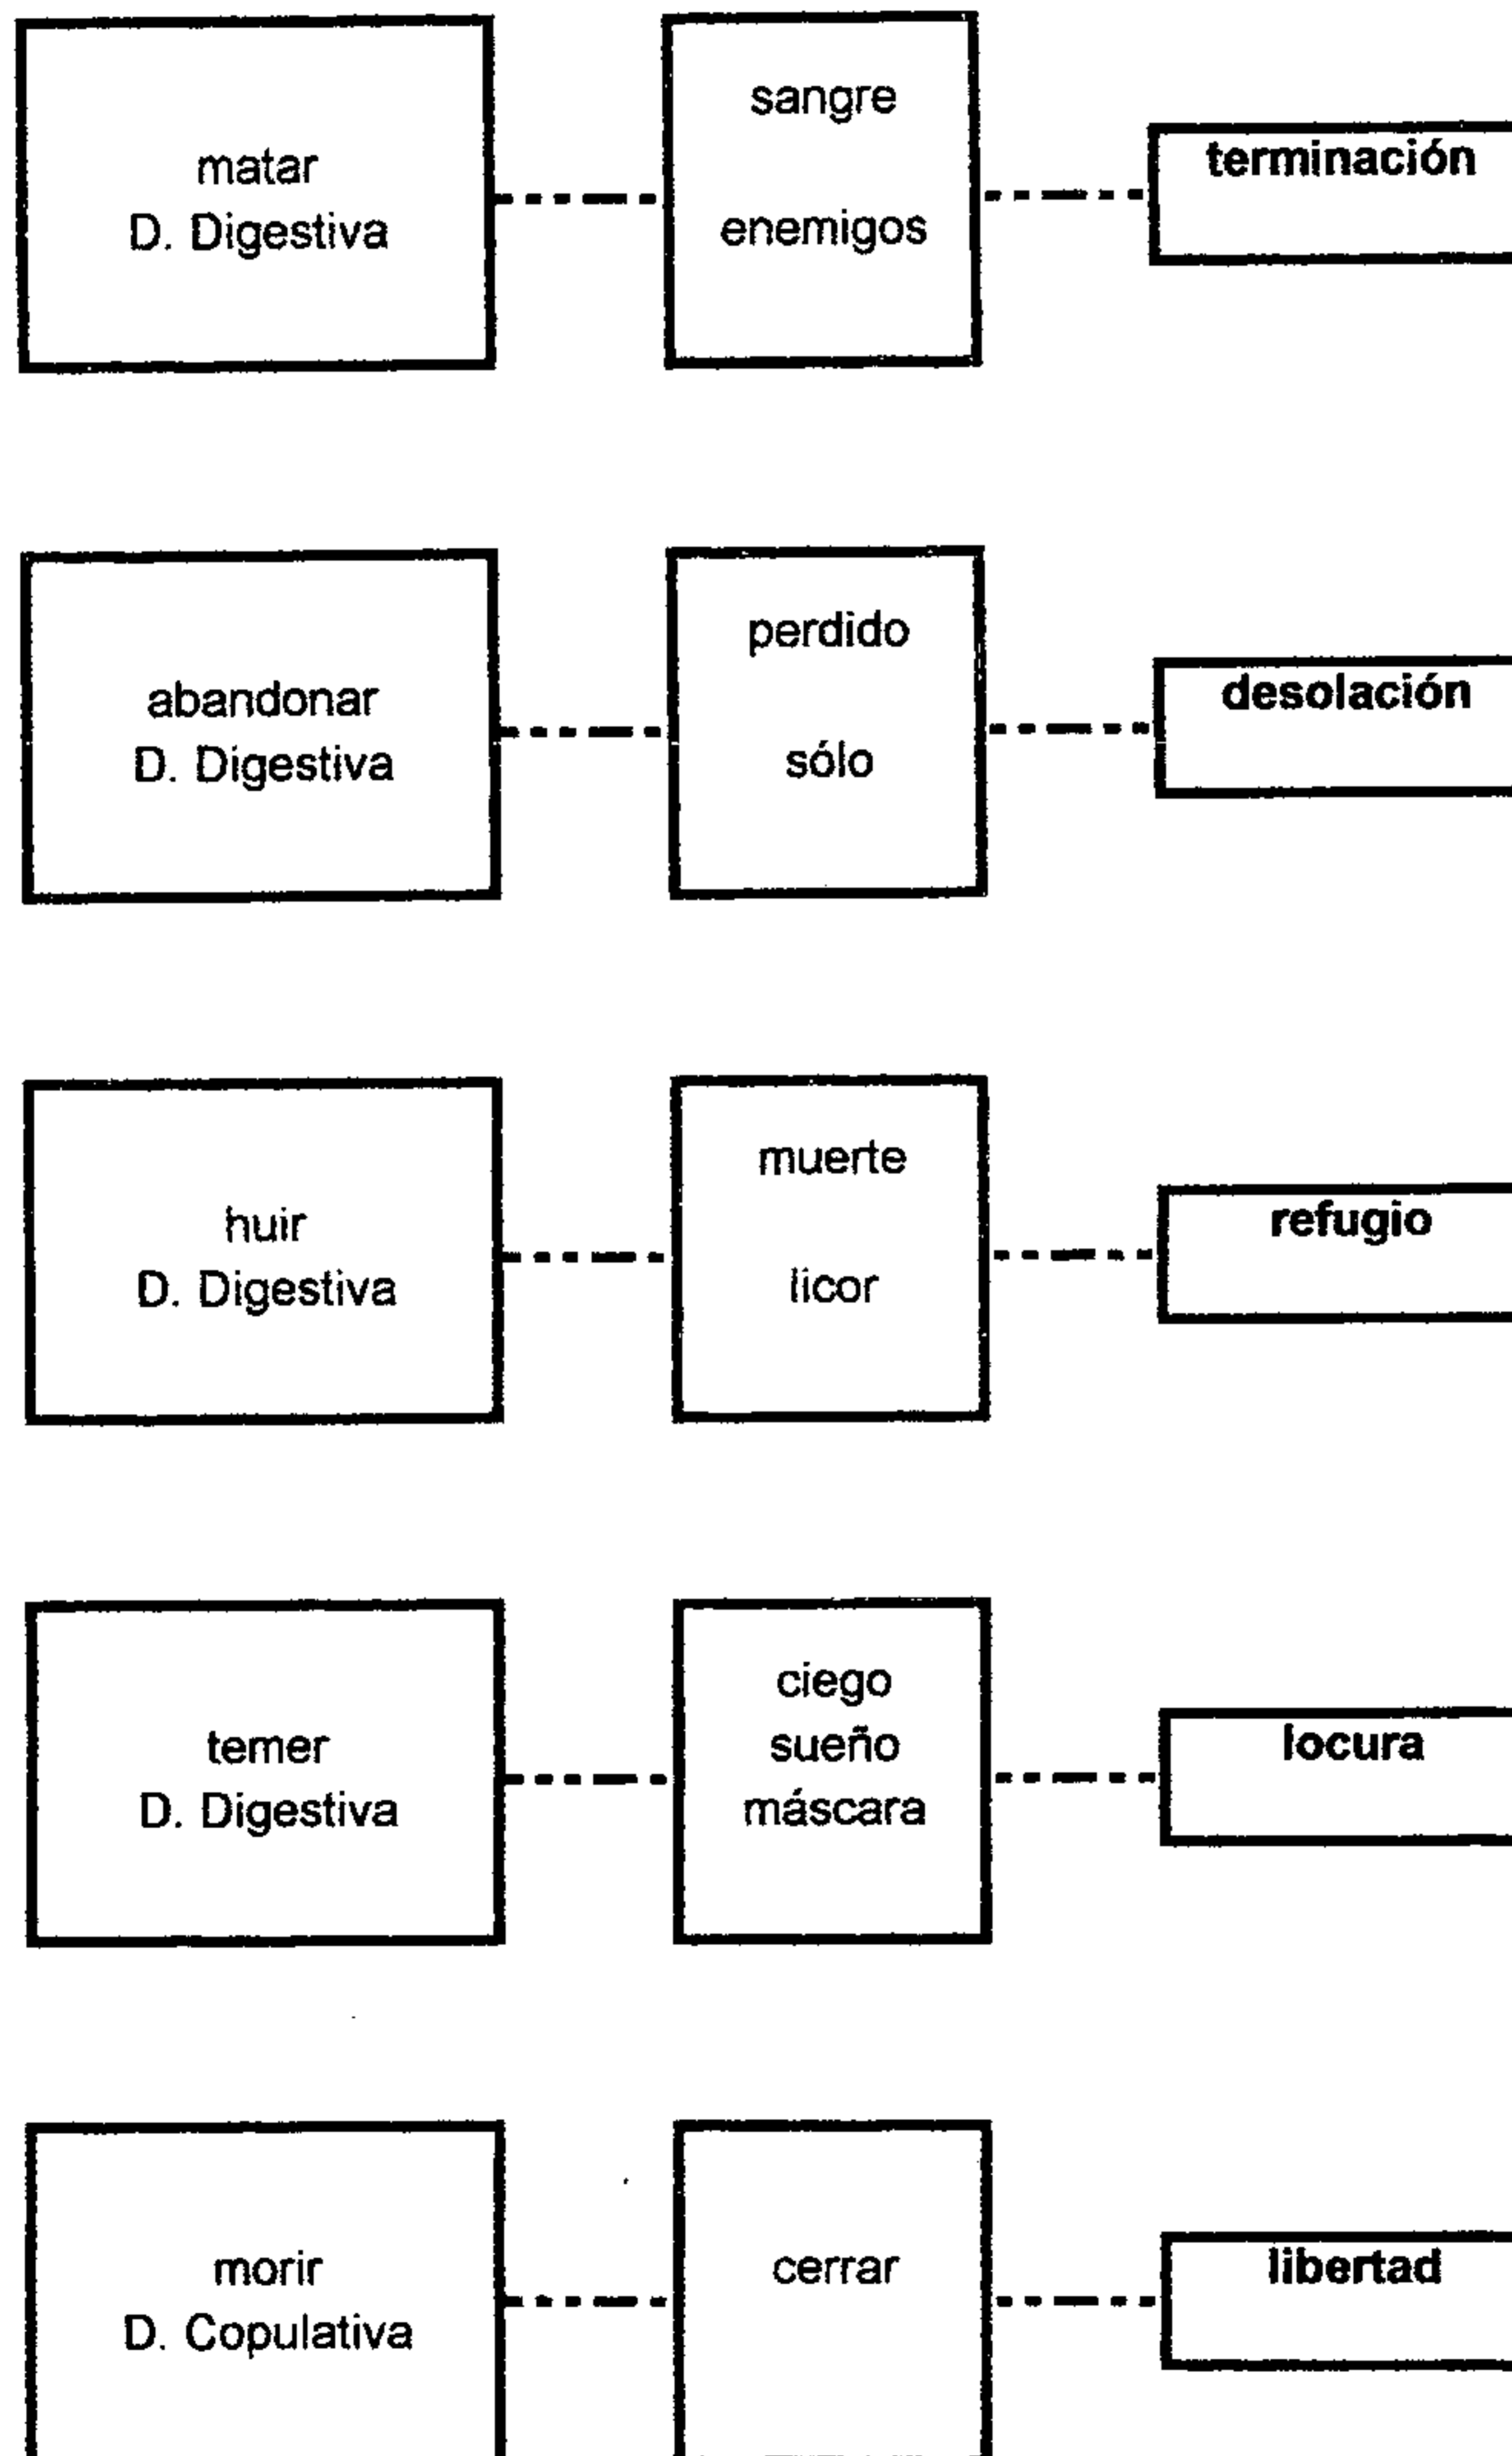 matar
D. Digestiva
sangre
enemigos
terminación
abandonar
D. Digestiva
perdido
sólo
desolación
huir
D. Digestiva
muerte
licor
refugio
temer
D. Digestiva
ciego
sueño
máscara
locura
morir
D. Copulativa
cerrar
libertad